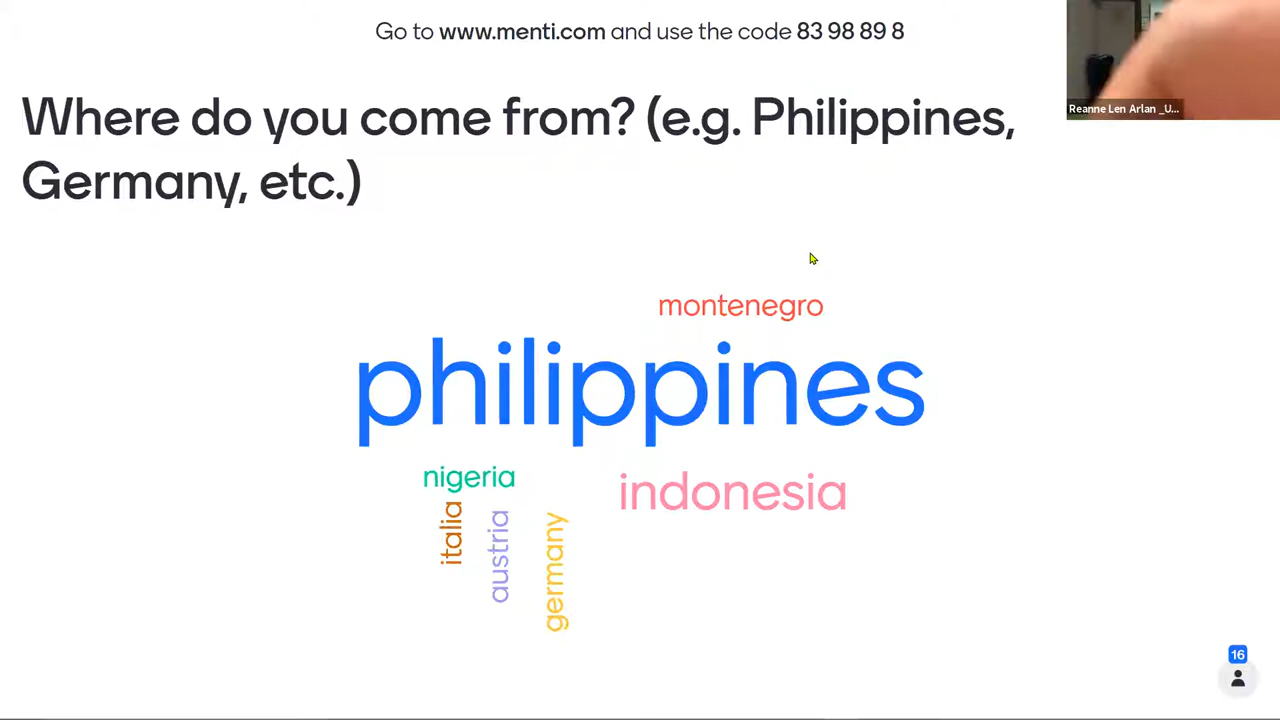 Go to www.menti.com and use the code 83 98 89 8
Reanne Len Arlan _U...
Where do you come from? (e.g. Philippines,
Germany, etc.)
montenegro
philippines
nigeria
indonesia
italia
austria
germany
16